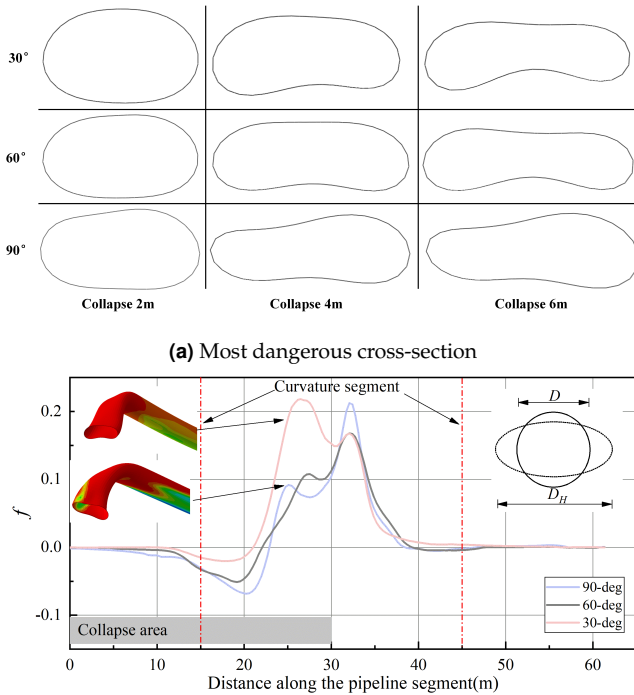 30°
60°
90°
Collapse 2m
Collapse 4m
Collapse 6m
(a) Most dangerous cross-section
Curvature segment
D
D_H
0.2
0.1
0.0
-0.1
f
Collapse area
90-deg
60-deg
30-deg
0 10 20 30 40 50 60
Distance along the pipeline segment(m)